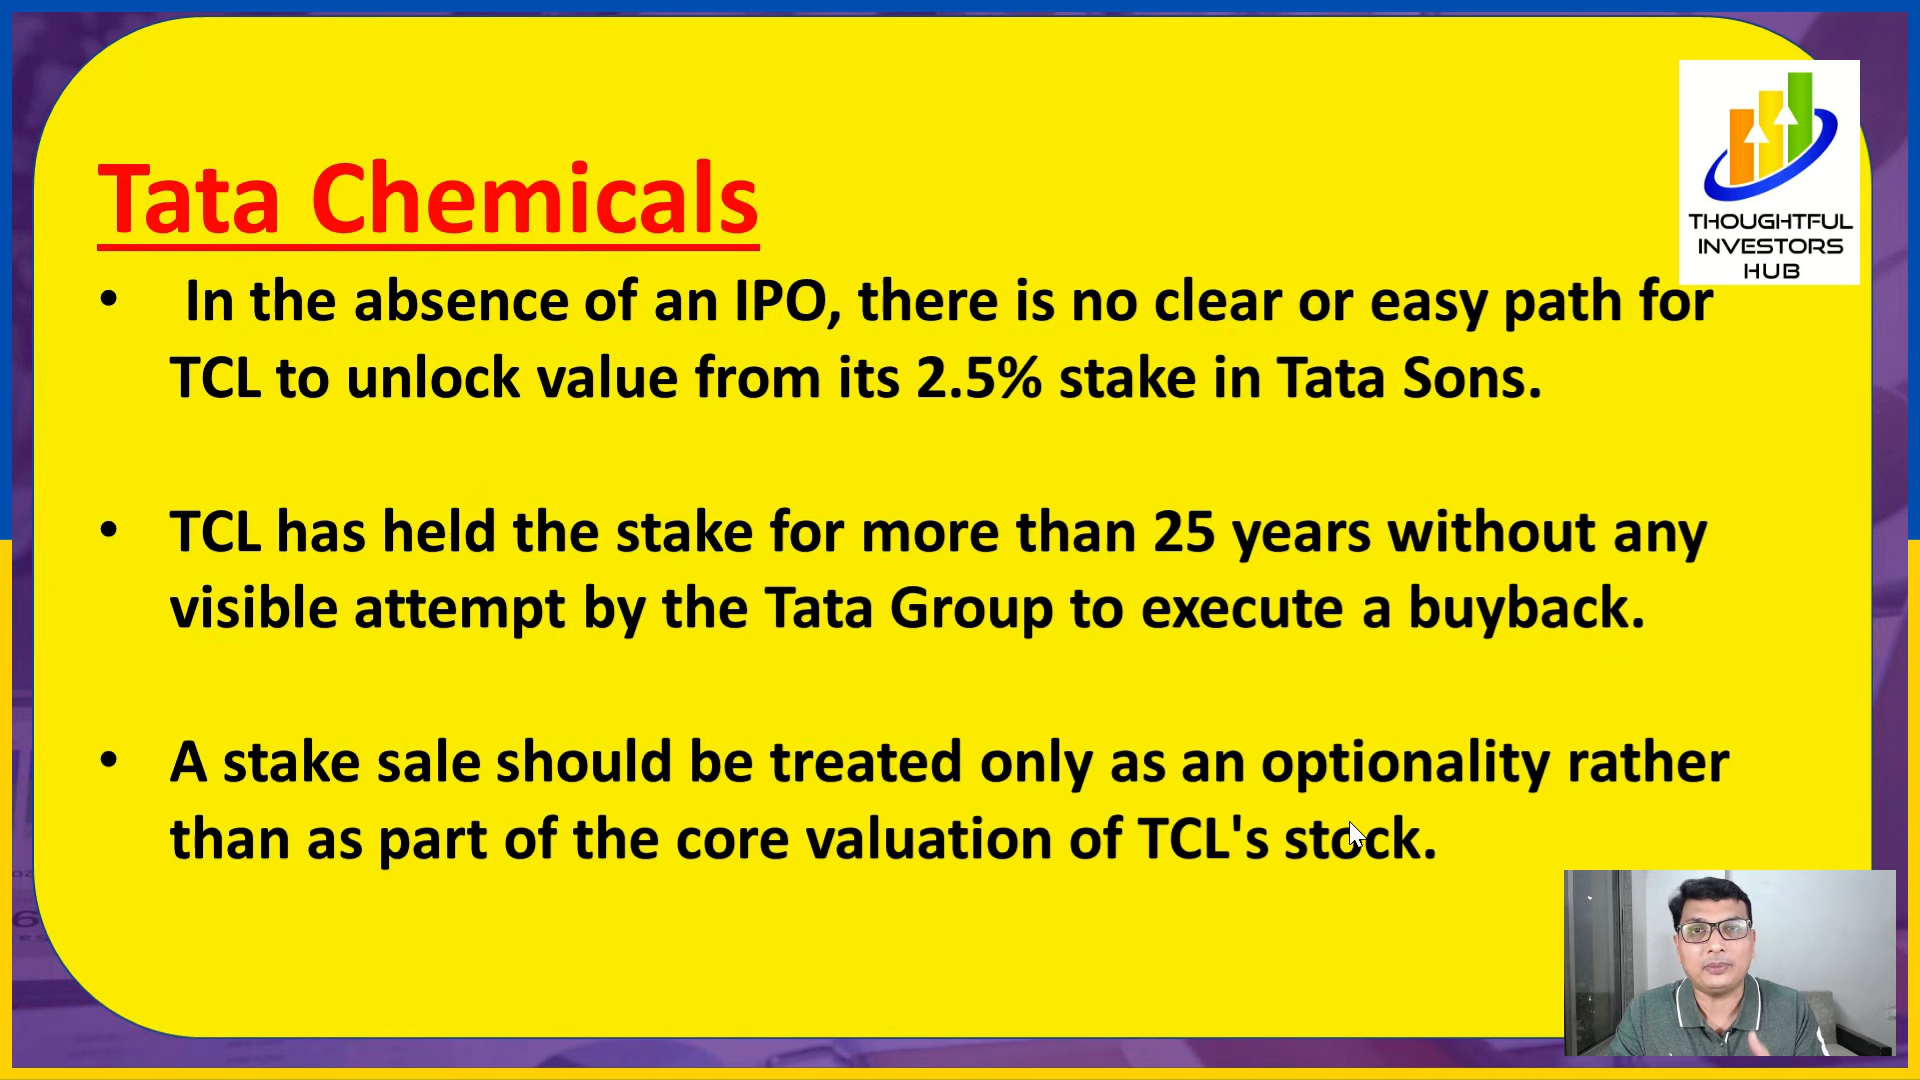 Tata Chemicals
THOUGHTFUL
INVESTORS
HUB
• In the absence of an IPO, there is no clear or easy path for
TCL to unlock value from its 2.5% stake in Tata Sons.
• TCL has held the stake for more than 25 years without any
visible attempt by the Tata Group to execute a buyback.
• A stake sale should be treated only as an optionality rather
than as part of the core valuation of TCL's stock.